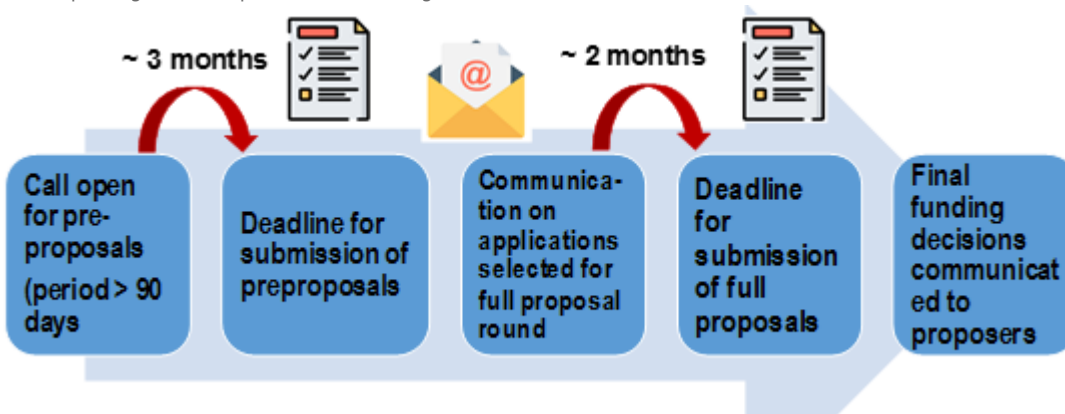 ~ 3 months
@
~ 2 months
Call open
for pre-
proposals
(period > 90
days
Deadline for
submission of
preproposals
Communica-
tion on
applications
selected for
full proposal
round
Deadline
for
submission
of full
proposals
Final
funding
decisions
communicat
ed to
proposers